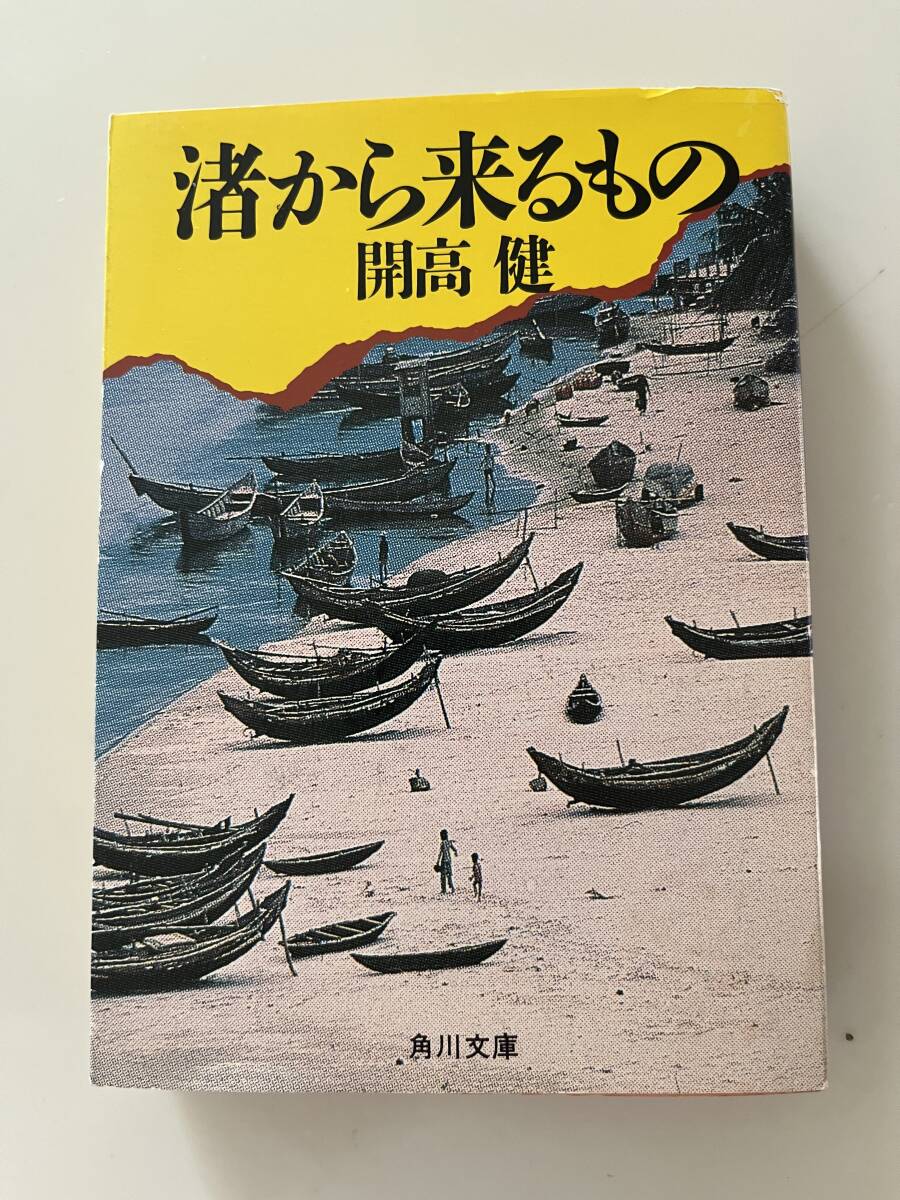 渚から来るもの
開高 健
角川文庫